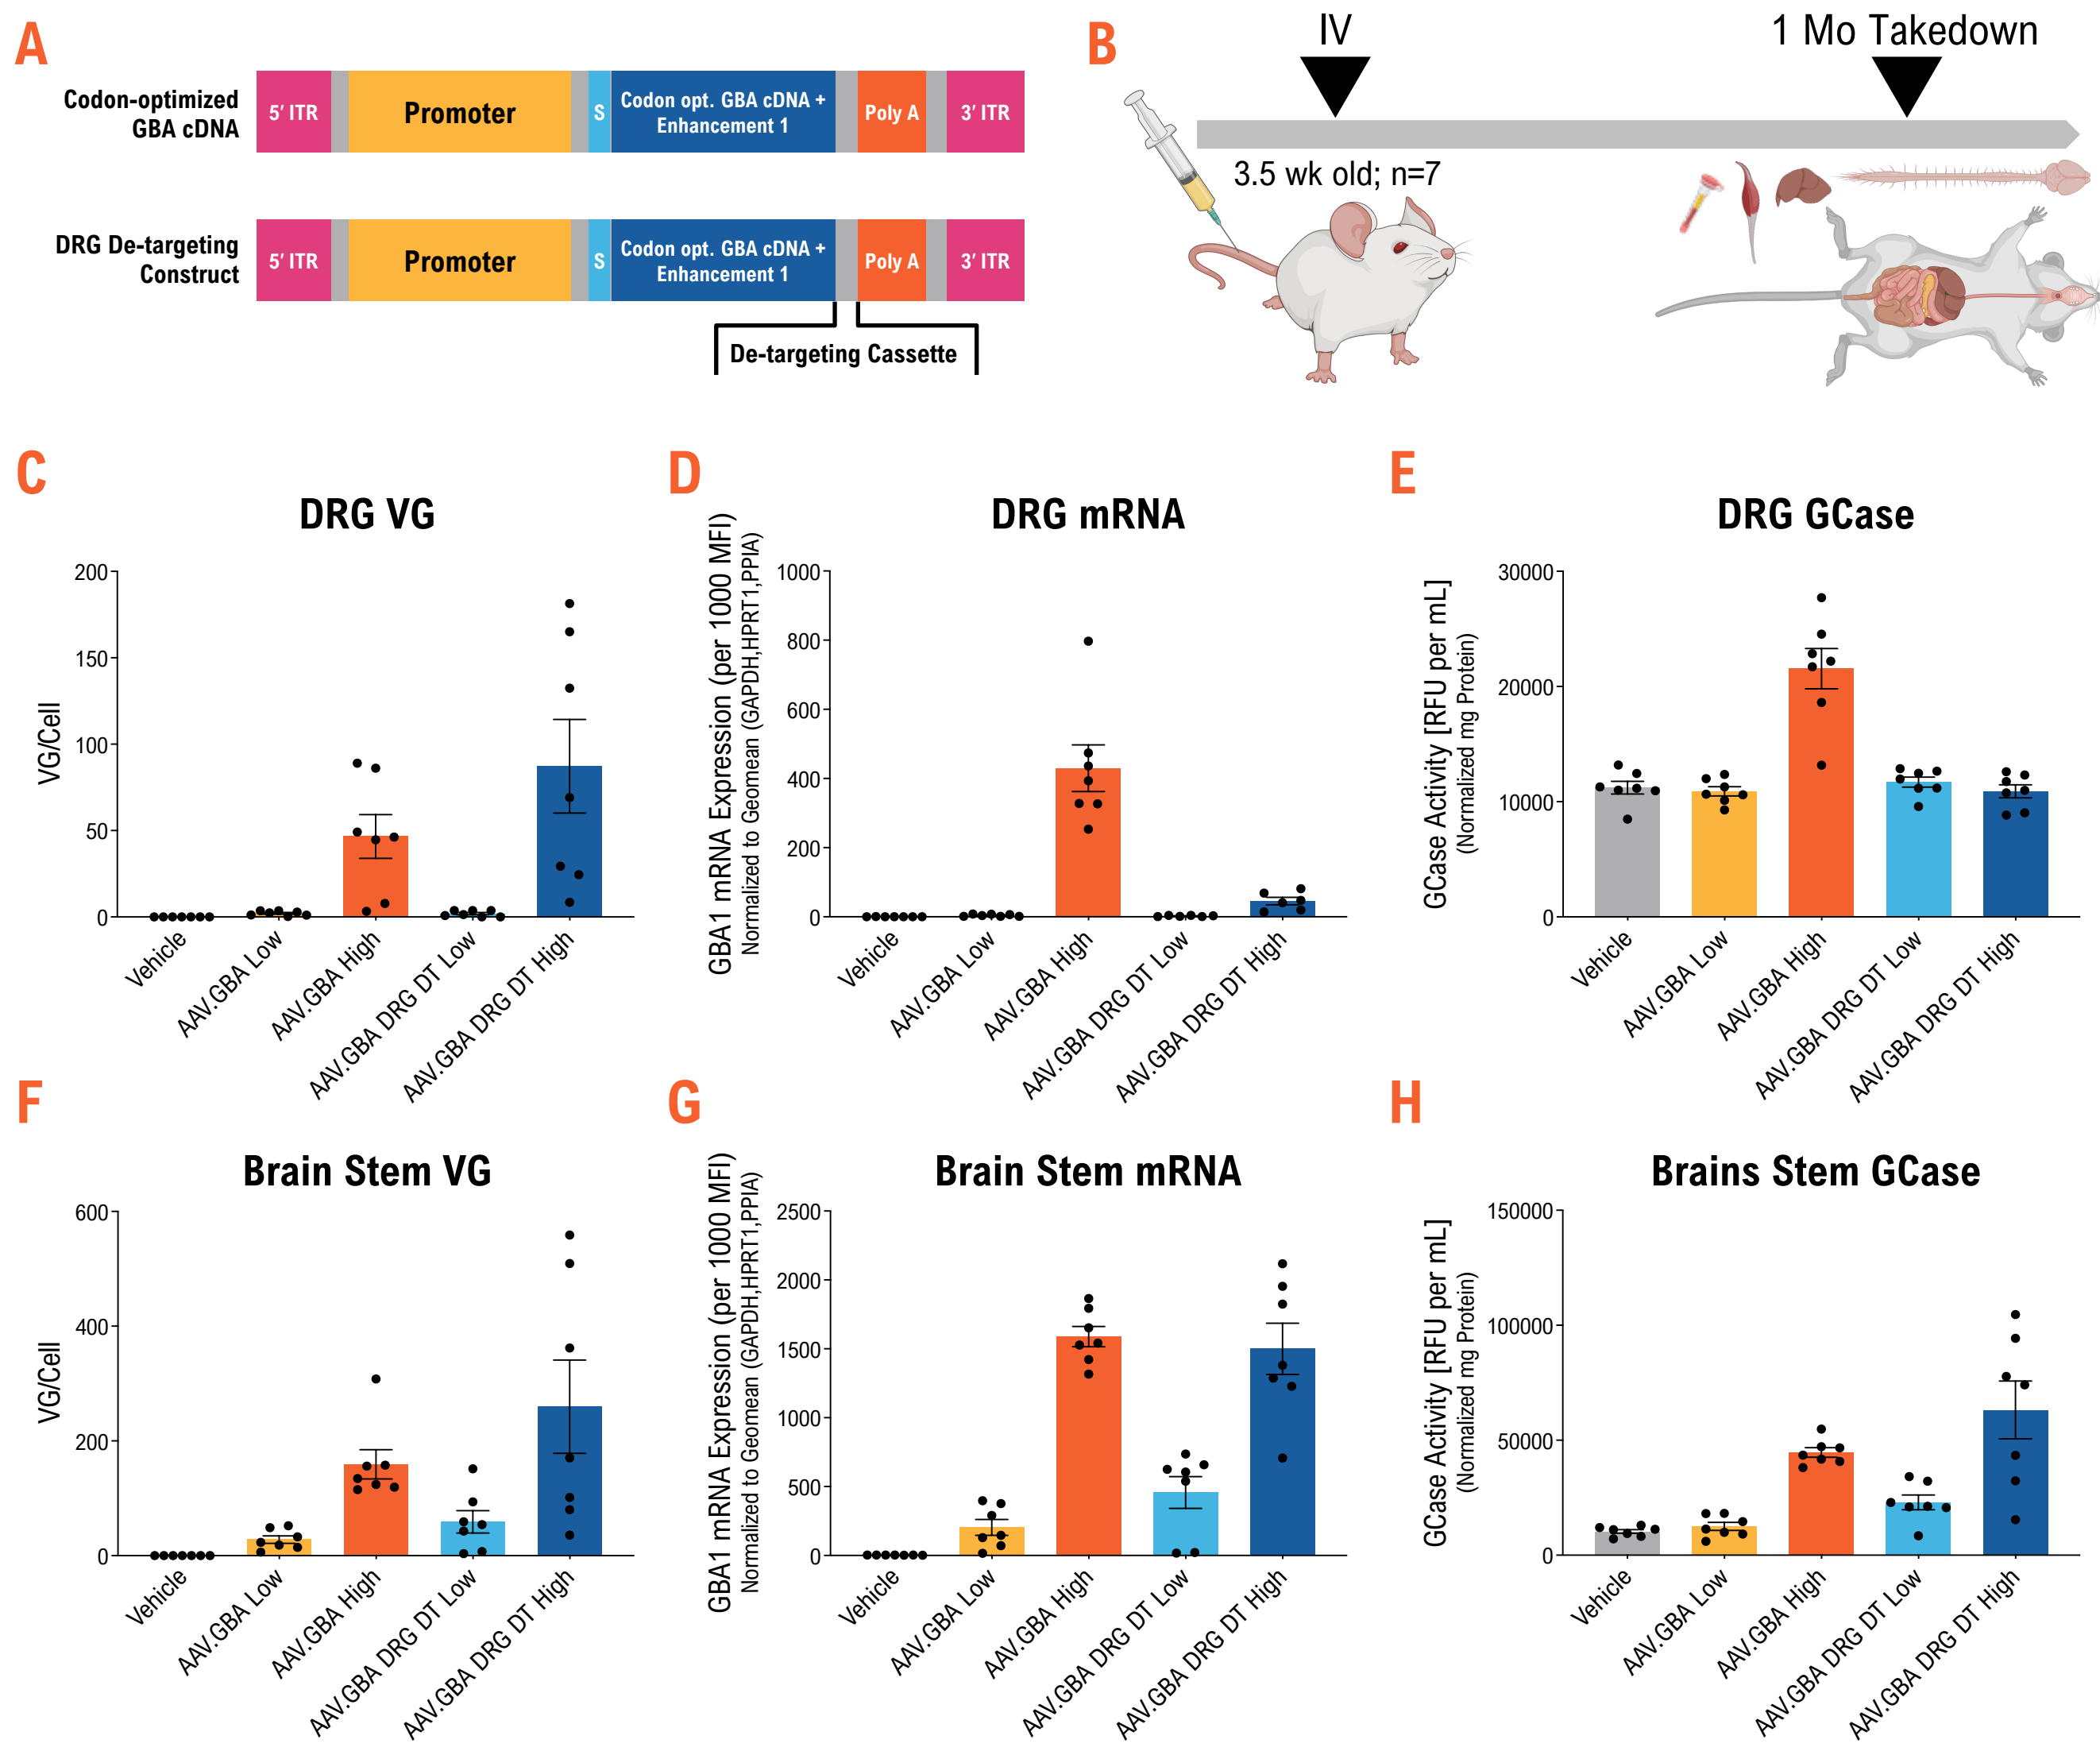 A
Codon-optimized
GBA cDNA
5' ITR
Promoter
S
Codon opt. GBA cDNA +
Enhancement 1
Poly A
3' ITR
DRG De-targeting
Construct
5' ITR
Promoter
S
Codon opt. GBA cDNA +
Enhancement 1
Poly A
3' ITR
De-targeting Cassette
B
IV
1 Mo Takedown
3.5 wk old; n=7
C
DRG VG
VG/Cell
200
150
100
50
0
Vehicle
AAV.GBA Low
AAV.GBA High
AAV.GBA DRG DT Low
AAV.GBA DRG DT High
D
DRG mRNA
GBA1 mRNA Expression (per 1000 MFI)
Normalized to Geomean (GAPDH,HPRT1,PPIA)
1000
800
600
400
200
0
Vehicle
AAV.GBA Low
AAV.GBA High
AAV.GBA DRG DT Low
AAV.GBA DRG DT High
E
DRG GCase
GCase Activity [RFU per mL]
(Normalized mg Protein)
30000
20000
10000
0
Vehicle
AAV.GBA Low
AAV.GBA High
AAV.GBA DRG DT Low
AAV.GBA DRG DT High
F
Brain Stem VG
VG/Cell
600
400
200
0
Vehicle
AAV.GBA Low
AAV.GBA High
AAV.GBA DRG DT Low
AAV.GBA DRG DT High
G
Brain Stem mRNA
GBA1 mRNA Expression (per 1000 MFI)
Normalized to Geomean (GAPDH,HPRT1,PPIA)
2500
2000
1500
1000
500
0
Vehicle
AAV.GBA Low
AAV.GBA High
AAV.GBA DRG DT Low
AAV.GBA DRG DT High
H
Brains Stem GCase
GCase Activity [RFU per mL]
(Normalized mg Protein)
150000
100000
50000
0
Vehicle
AAV.GBA Low
AAV.GBA High
AAV.GBA DRG DT Low
AAV.GBA DRG DT High